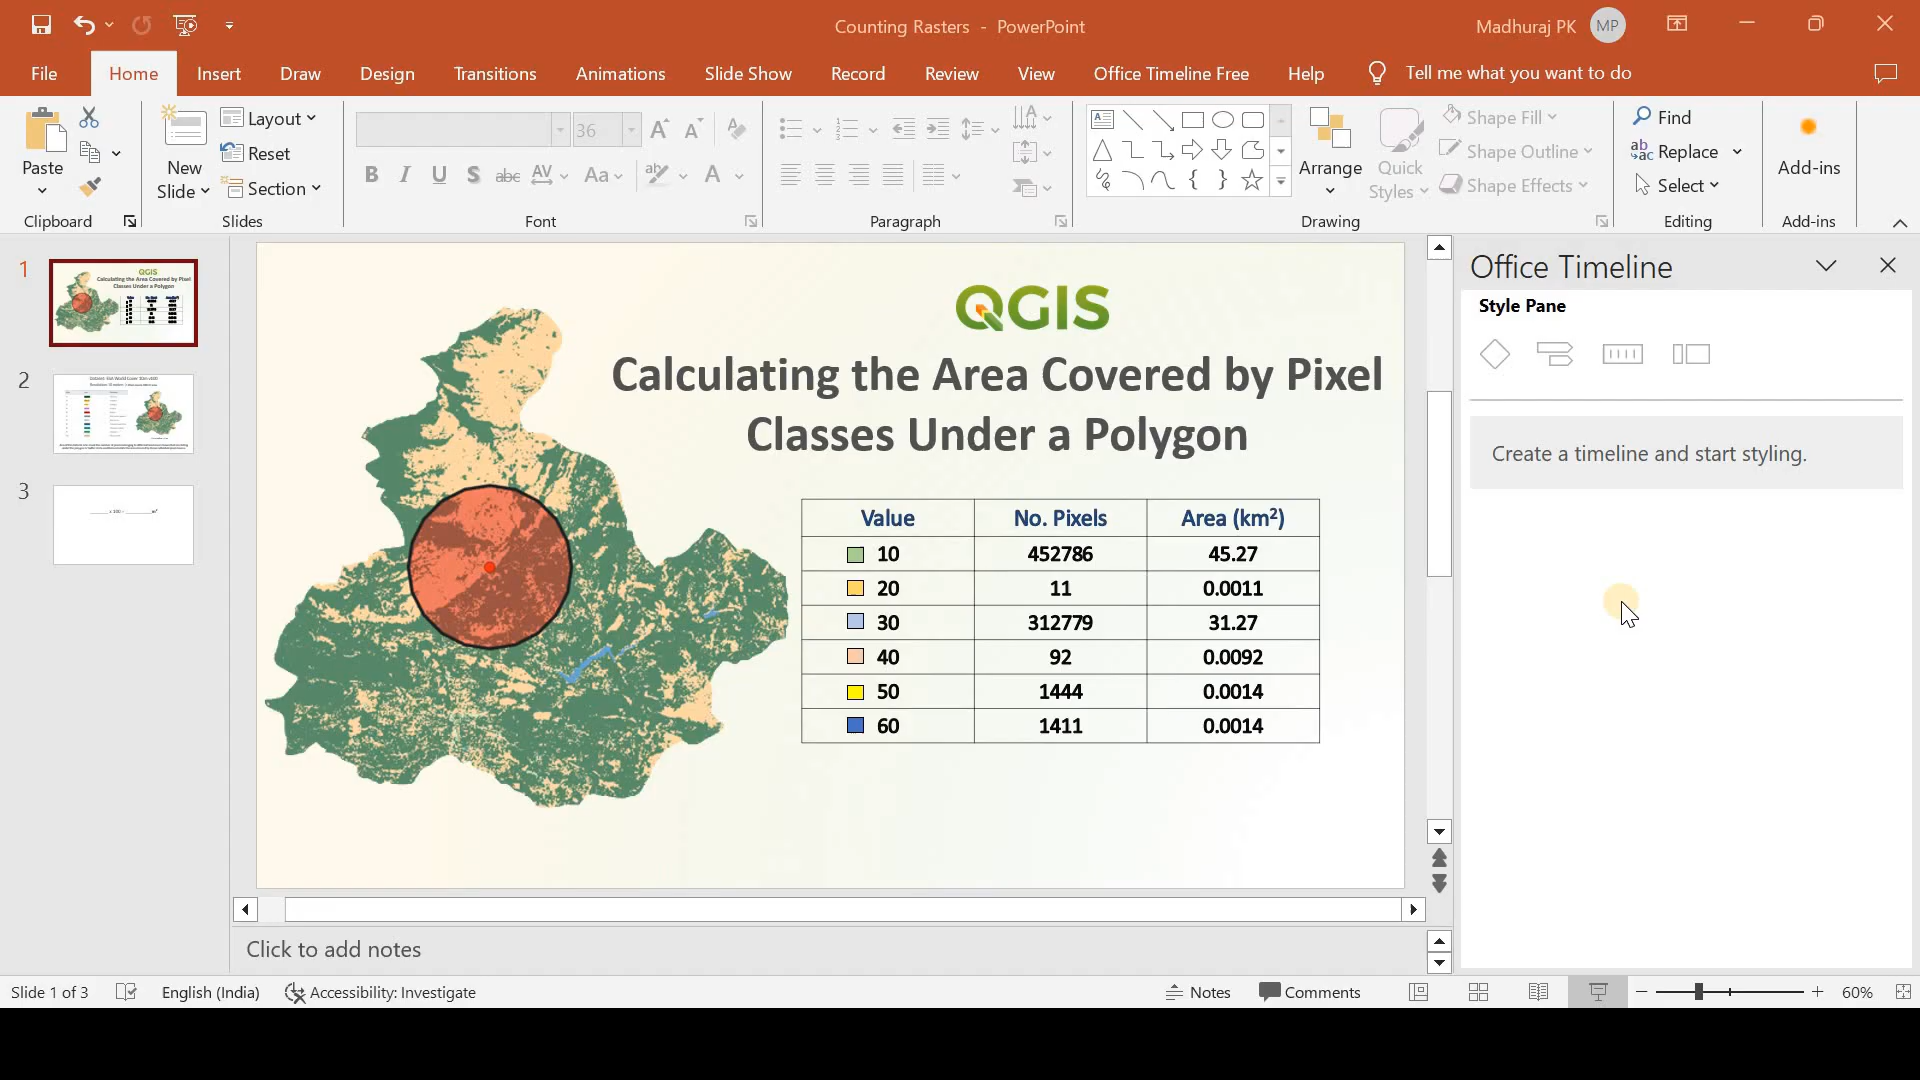 Counting Rasters - PowerPoint
Madhuraj PK MP
File Home Insert Draw Design Transitions Animations Slide Show Record Review View Office Timeline Free Help Tell me what you want to do
Paste
Clipboard
New
Slide
Layout
Reset
Section
Slides
36
Font
Paragraph
Arrange
Quick
Styles
Shape Fill
Shape Outline
Shape Effects
Drawing
Find
Replace
Select
Editing
Add-ins
Add-ins
1
2
3
QGIS
Calculating the Area Covered by Pixel
Classes Under a Polygon
Value No. Pixels Area (km²)
10 452786 45.27
20 11 0.0011
30 312779 31.27
40 92 0.0092
50 1444 0.0014
60 1411 0.0014
Office Timeline
Style Pane
Create a timeline and start styling.
Click to add notes
Slide 1 of 3 English (India) Accessibility: Investigate Notes Comments 60%